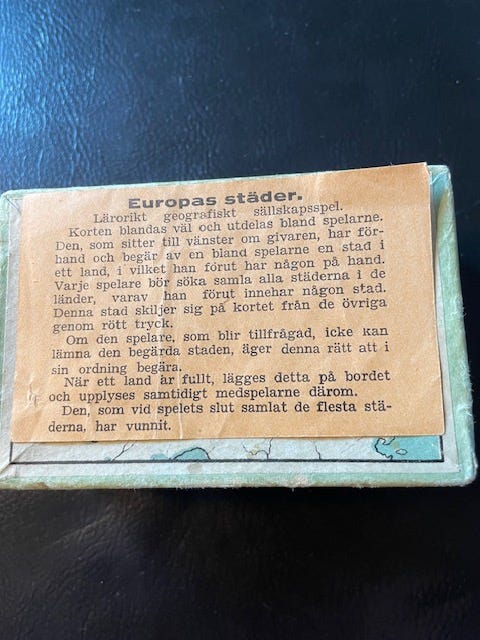 Europas städer.
Lärorikt geografiskt sällskapsspel.
Korten blandas väl och utdelas bland spelarne.
Den, som sitter till vänster om givaren, har för-
hand och begär av en bland spelarne en stad i
ett land, i vilket han förut har någon på hand.
Varje spelare bör söka samla alla städerna i de
länder, varav han förut innehar någon stad.
Denna stad skiljer sig på kortet från de övriga
genom rött tryck.
Om den spelare, som blir tillfrågad, icke kan
lämna den begärda staden, äger denna rätt att i
sin ordning begära.
När ett land är fullt, lägges detta på bordet
och upplyses samtidigt medspelarne därom.
Den, som vid spelets slut samlat de flesta stä-
derna, har vunnit.